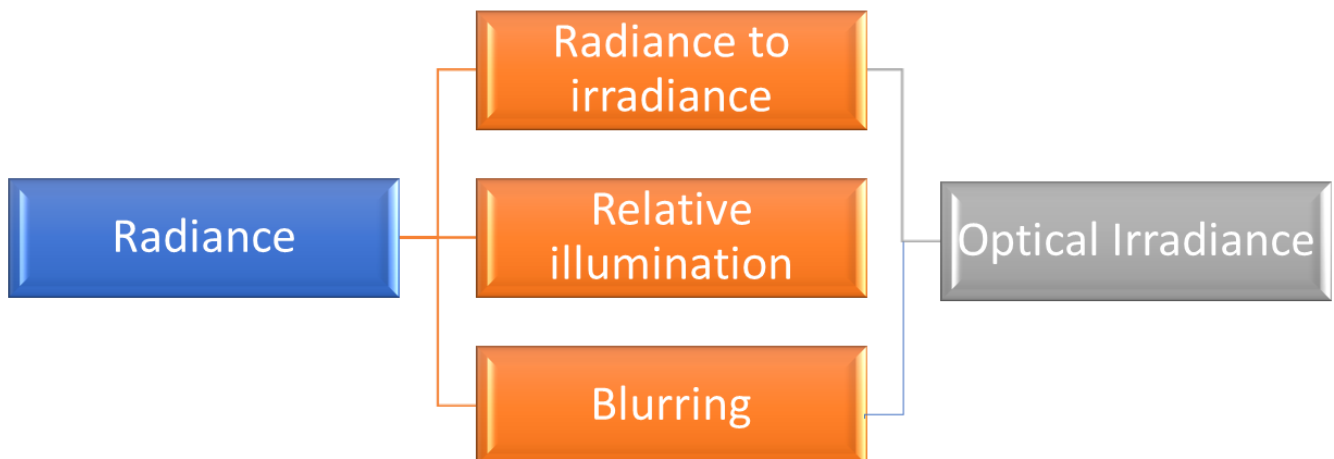 Radiance
Radiance to
irradiance
Relative
illumination
Blurring
Optical Irradiance